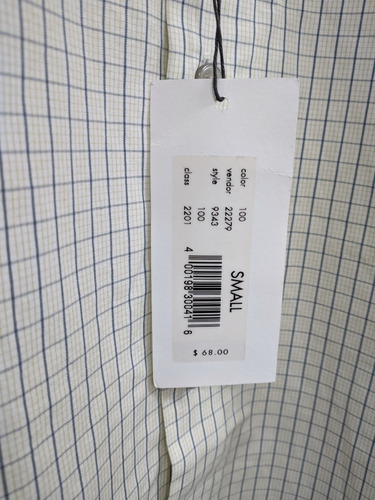 color 100
vendor 22279
style 9343
100
class 2201
SMALL
4 00198 30041 6
$ 68.00